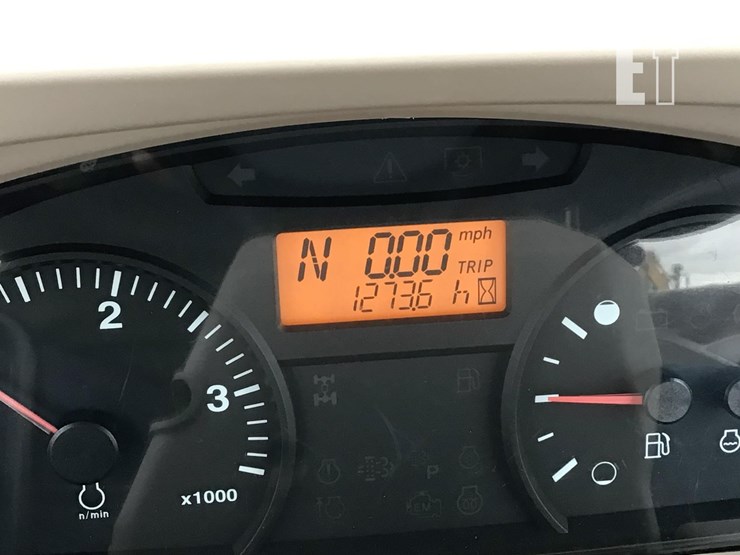 ET
N 0.00 mph
TRIP
1273.6 h
2
3
x1000
n/min
P